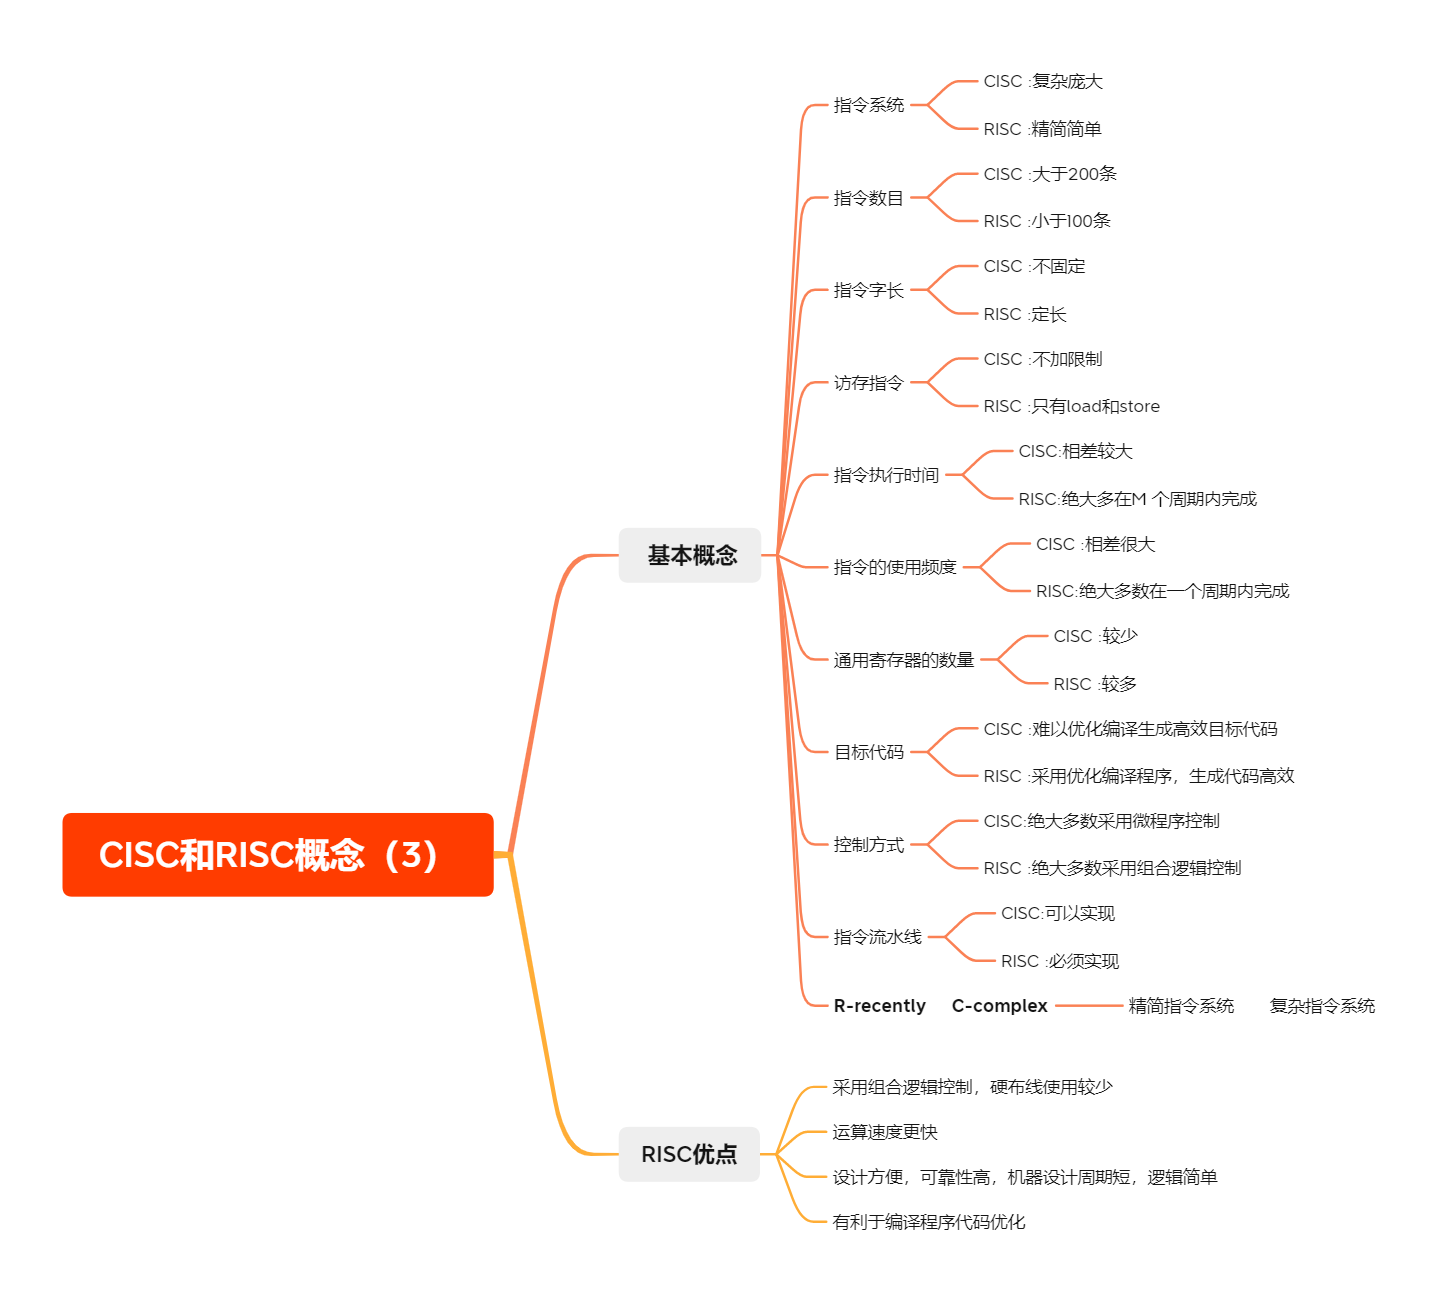 CISC和RISC概念（3）
基本概念
指令系统
CISC :复杂庞大
RISC :精简简单
指令数目
CISC :大于200条
RISC :小于100条
指令字长
CISC :不固定
RISC :定长
访存指令
CISC :不加限制
RISC :只有load和store
指令执行时间
CISC:相差较大
RISC:绝大多在M 个周期内完成
指令的使用频度
CISC :相差很大
RISC:绝大多数在一个周期内完成
通用寄存器的数量
CISC :较少
RISC :较多
目标代码
CISC :难以优化编译生成高效目标代码
RISC :采用优化编译程序，生成代码高效
控制方式
CISC:绝大多数采用微程序控制
RISC :绝大多数采用组合逻辑控制
指令流水线
CISC:可以实现
RISC :必须实现
R-recently C-complex
精简指令系统 复杂指令系统
RISC优点
采用组合逻辑控制，硬布线使用较少
运算速度更快
设计方便，可靠性高，机器设计周期短，逻辑简单
有利于编译程序代码优化